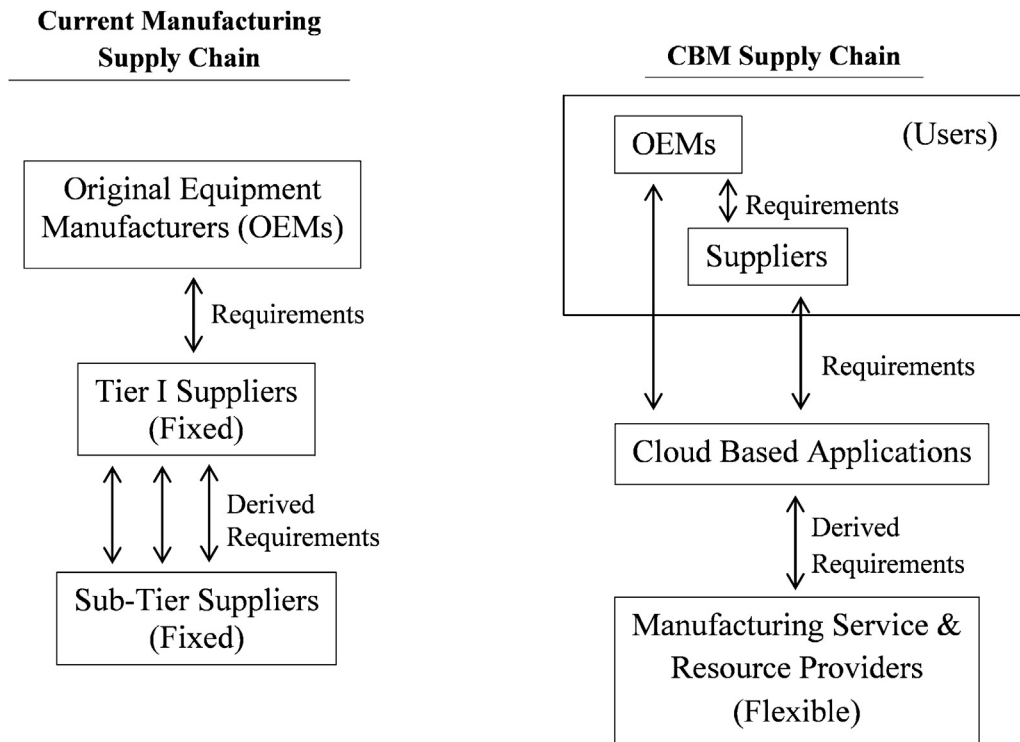 Current Manufacturing
Supply Chain
Original Equipment
Manufacturers (OEMs)
Requirements
Tier I Suppliers
(Fixed)
Derived
Requirements
Sub-Tier Suppliers
(Fixed)
CBM Supply Chain
(Users)
OEMs
Requirements
Suppliers
Requirements
Cloud Based Applications
Derived
Requirements
Manufacturing Service &
Resource Providers
(Flexible)